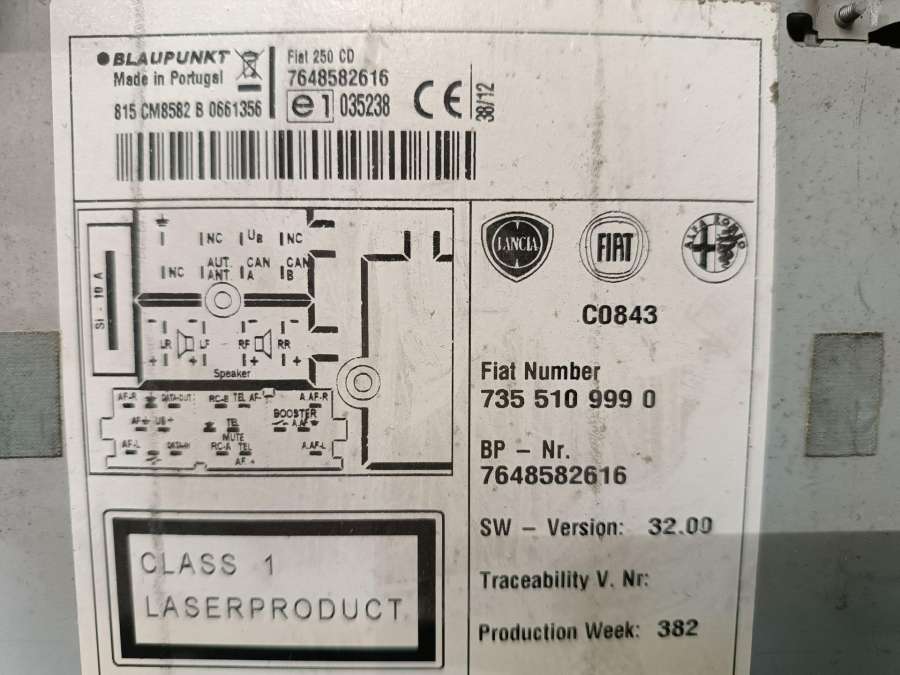 BLAUPUNKT
Made in Portugal
815 CM8582 B 0661356
Fiat 250 CD
7648582616
e1 035238
CE
38/12
NC UB NC
NC AUT. ANT CAN A CAN B
SI - 10 A
LR LF RF RR
+ + + +
Speaker
AF-R DATA-OUT RC-B TEL AF- A.AF-R
BOOSTER
AF UB+ TEL A.AF
MUTE
AF-L DATA-IN RC-A TEL A.AF-L
AF +
CLASS 1
LASERPRODUCT
LANCIA
FIAT
ALFA ROMEO
C0843
Fiat Number
735 510 999 0
BP - Nr.
7648582616
SW - Version: 32.00
Traceability V. Nr:
Production Week: 382